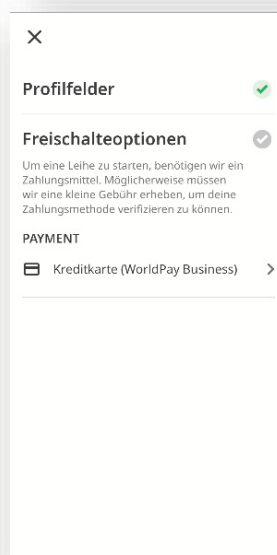 Profilfelder
Freischalteoptionen
Um eine Leihe zu starten, benötigen wir ein
Zahlungsmittel. Möglicherweise müssen
wir eine kleine Gebühr erheben, um deine
Zahlungsmethode verifizieren zu können.
PAYMENT
Kreditkarte (WorldPay Business)